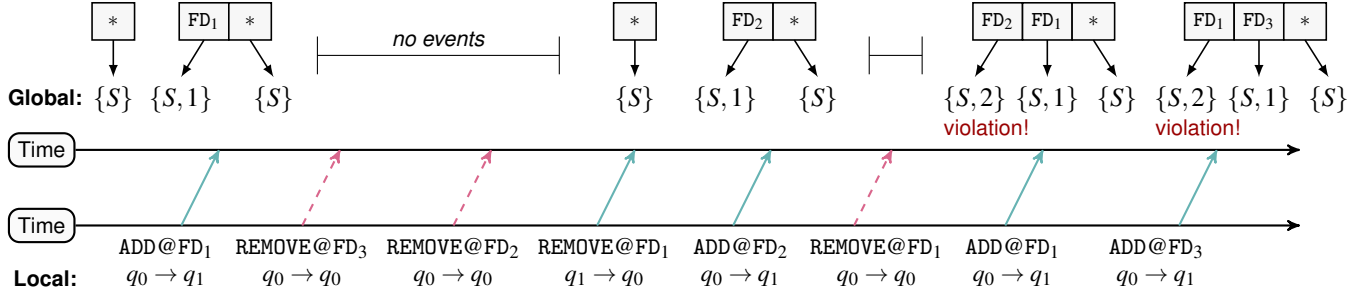 * FD₁ * no events * FD₂ * FD₂ FD₁ * FD₁ FD₃ *
Global: {S} {S, 1} {S} {S} {S, 1} {S} {S, 2} {S, 1} {S} {S, 2} {S, 1} {S}
violation! violation!
Time
Time
ADD@FD₁ REMOVE@FD₃ REMOVE@FD₂ REMOVE@FD₁ ADD@FD₂ REMOVE@FD₁ ADD@FD₁ ADD@FD₃
Local: q₀ → q₁ q₀ → q₀ q₀ → q₀ q₁ → q₀ q₀ → q₁ q₀ → q₀ q₀ → q₁ q₀ → q₁